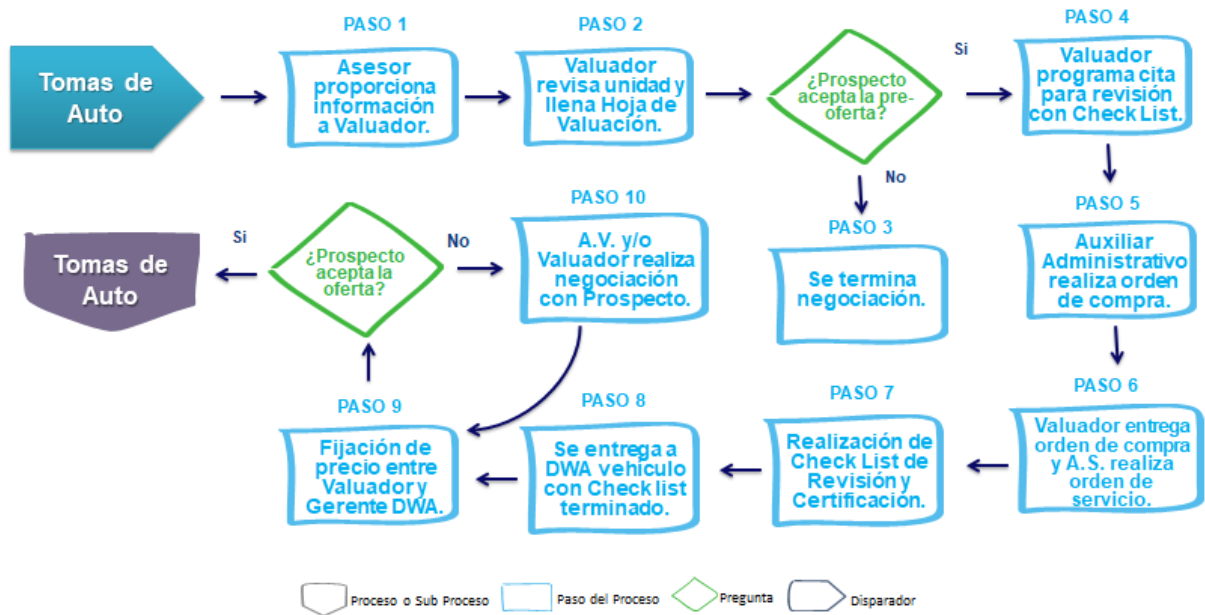 Tomas de
Auto
PASO 1
Asesor
proporciona
información
a Valuador.
PASO 2
Valuador
revisa unidad y
llena Hoja de
Valuación.
¿Prospecto
acepta la pre-
oferta?
Si
No
PASO 4
Valuador
programa cita
para revisión
con Check List.
PASO 3
Se termina
negociación.
PASO 5
Auxiliar
Administrativo
realiza orden
de compra.
PASO 6
Valuador entrega
orden de compra
y A.S. realiza
orden de
servicio.
PASO 7
Realización de
Check List de
Revisión y
Certificación.
PASO 8
Se entrega a
DWA vehículo
con Check list
terminado.
PASO 9
Fijación de
precio entre
Valuador y
Gerente DWA.
¿Prospecto
acepta la
oferta?
No
PASO 10
A.V. y/o
Valuador realiza
negociación
con Prospecto.
Si
Tomas de
Auto
Proceso o Sub Proceso
Paso del Proceso
Pregunta
Disparador